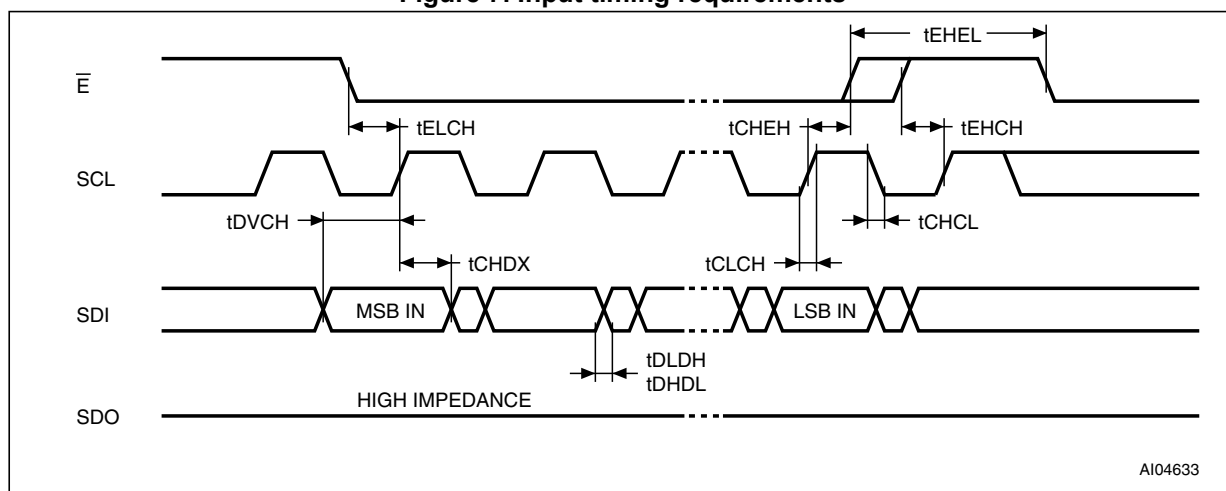 Figure 7. Input timing requirements
tEHEL
E
tELCH
tCHEH
tEHCH
SCL
tDVCH
tCHCL
tCHDX
tCLCH
SDI
MSB IN
LSB IN
tDLDH
tDHDL
HIGH IMPEDANCE
SDO
AI04633